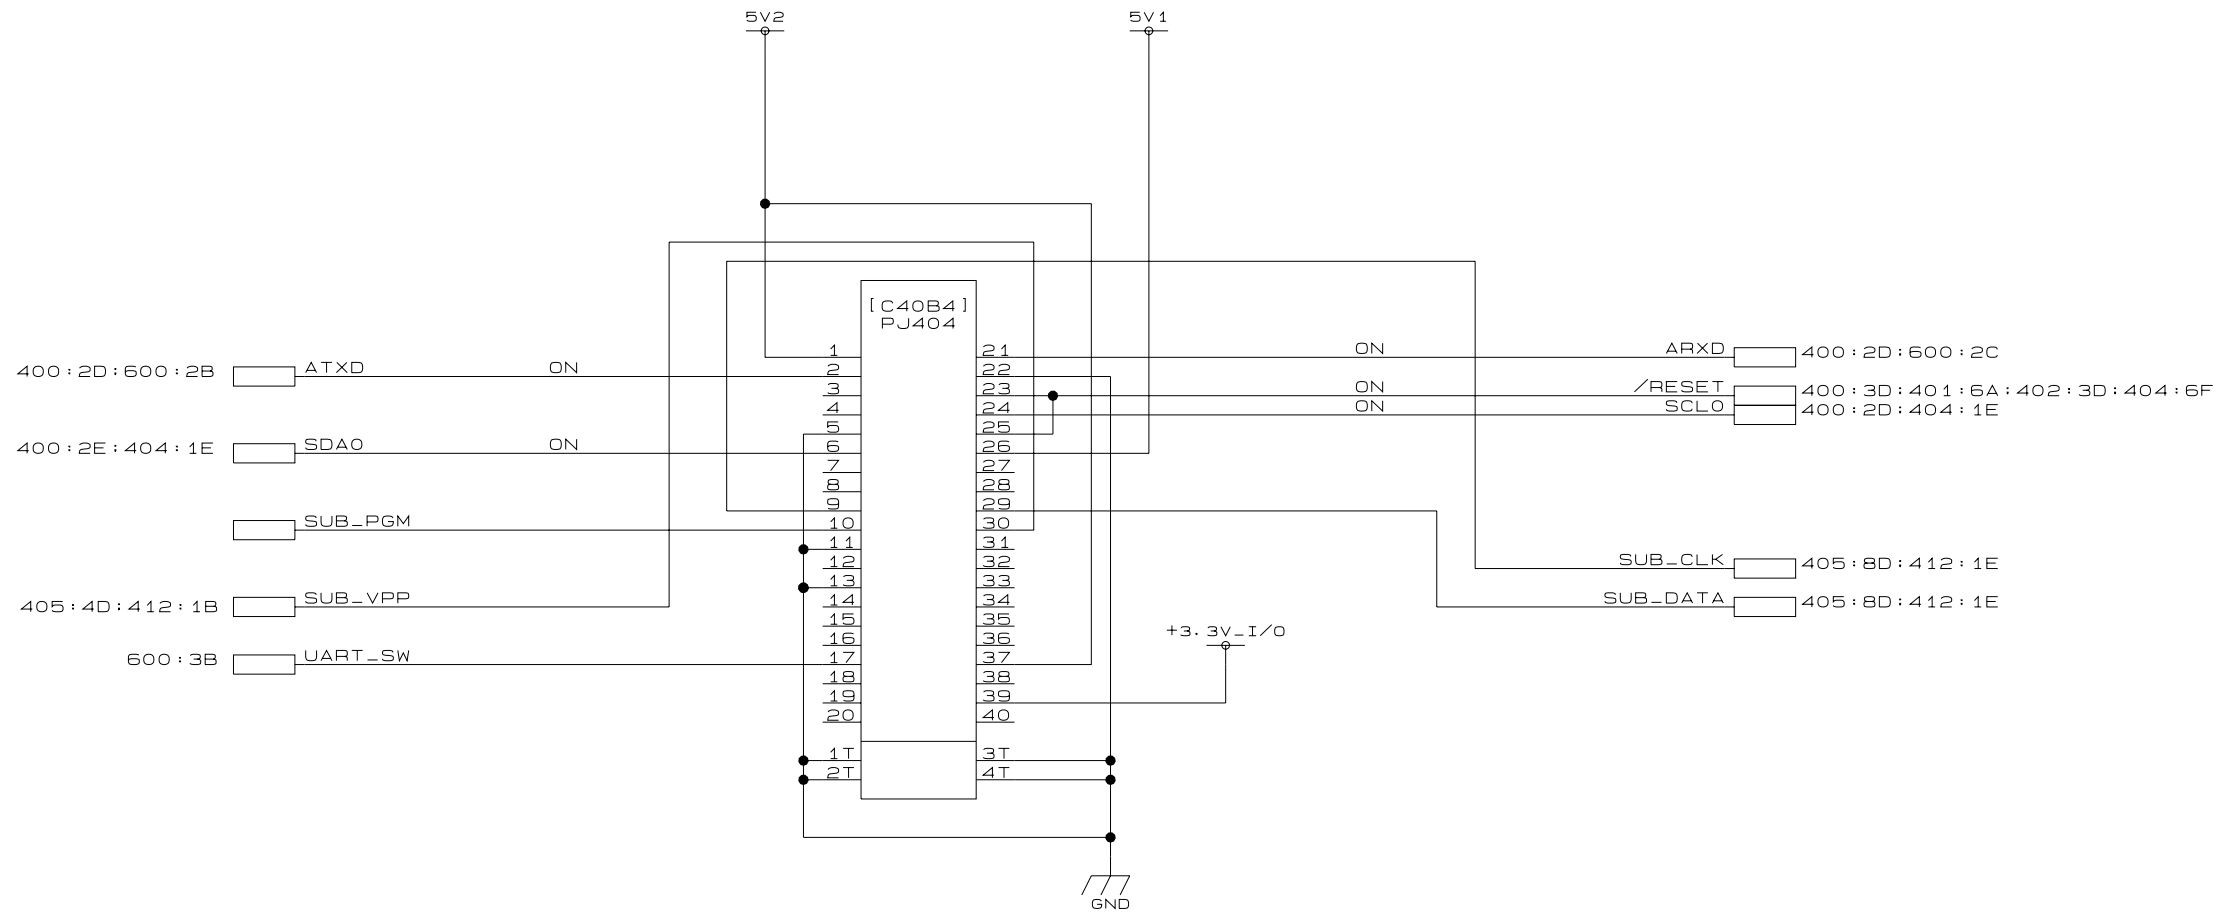 5V2
5V1
[C40B4]
PJ404
1 21
2 22
3 23
4 24
5 25
6 26
7 27
8 28
9 29
10 30
11 31
12 32
13 33
14 34
15 35
16 36
17 37
18 38
19 39
20 40
1T 3T
2T 4T
400:2D:600:2B ATXD ON
400:2E:404:1E SDA0 ON
SUB_PGM
405:4D:412:1B SUB_VPP
600:3B UART_SW
ON ARXD 400:2D:600:2C
ON /RESET 400:3D:401:6A:402:3D:404:6F
ON SCL0 400:2D:404:1E
SUB_CLK 405:8D:412:1E
SUB_DATA 405:8D:412:1E
+3.3V_I/O
GND